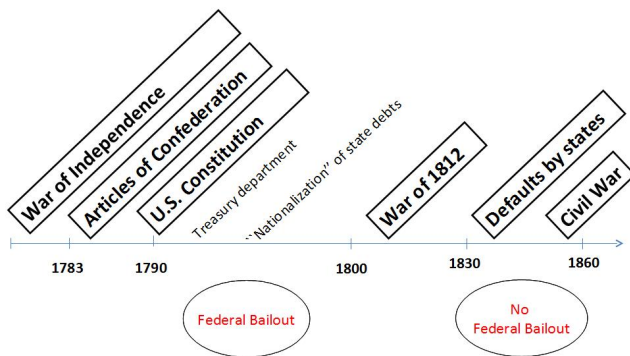 War of Independence
Articles of Confederation
U.S. Constitution
Treasury department
``Nationalization’’ of state debts
War of 1812
Defaults by states
Civil War
1783
1790
1800
1830
1860
Federal Bailout
No
Federal Bailout